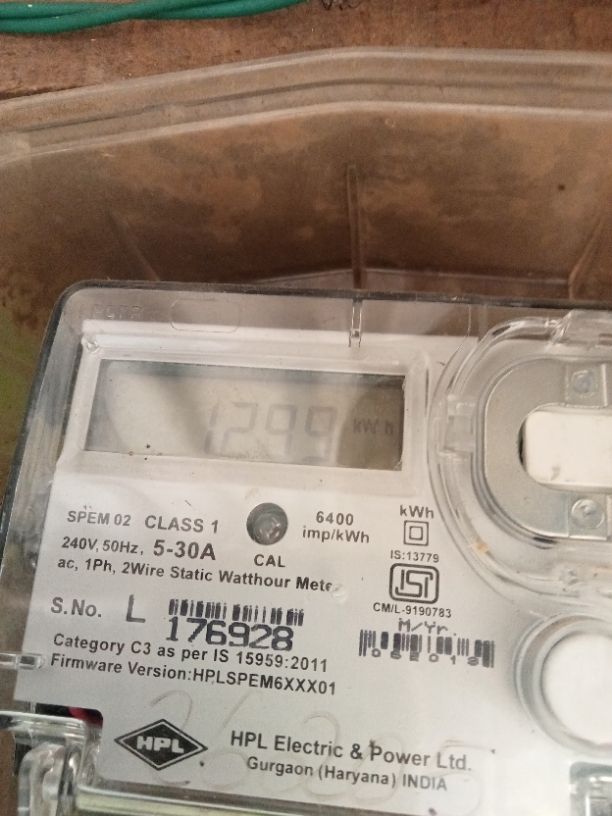 1299 kWh
SPEM 02 CLASS 1
6400 imp/kWh
kWh
240V, 50Hz, 5-30A
CAL
IS:13779
ac, 1Ph, 2Wire Static Watthour Mete
ISI
CM/L-9190783
S.No. L 176928
M/Yr.
062018
Category C3 as per IS 15959:2011
Firmware Version:HPLSPEM6XXX01
HPL
HPL Electric & Power Ltd.
Gurgaon (Haryana) INDIA